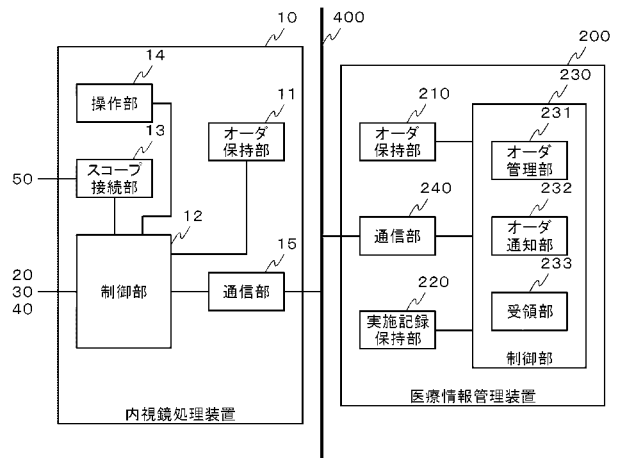 10
400
200
14
操作部
11
オーダ
保持部
13
スコープ
接続部
50
12
制御部
20
30
40
15
通信部
内視鏡処理装置
210
オーダ
保持部
230
231
オーダ
管理部
240
通信部
232
オーダ
通知部
220
実施記録
保持部
233
受領部
制御部
医療情報管理装置